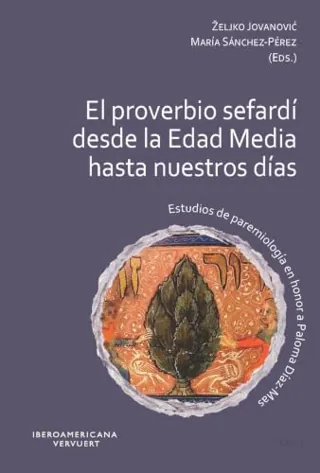 ŽELJKO JOVANOVIĆ
MARÍA SÁNCHEZ-PÉREZ
(EDS.)
El proverbio sefardí
desde la Edad Media
hasta nuestros días
Estudios de paremiología en honor a Paloma Díaz-Mas
IBEROAMERICANA
VERVUERT